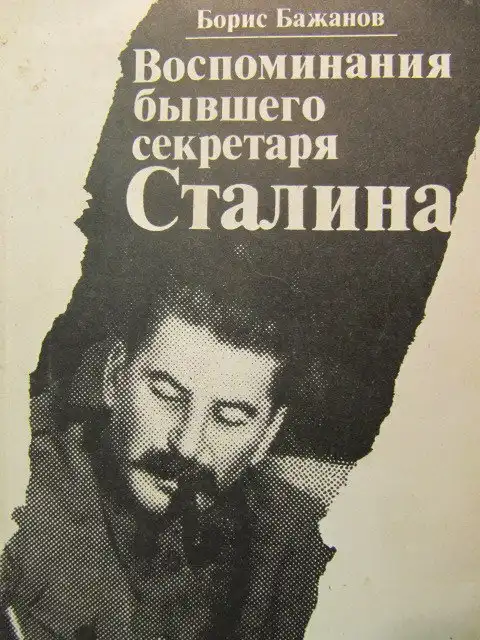 Борис Бажанов
Воспоминания
бывшего
секретаря
Сталина